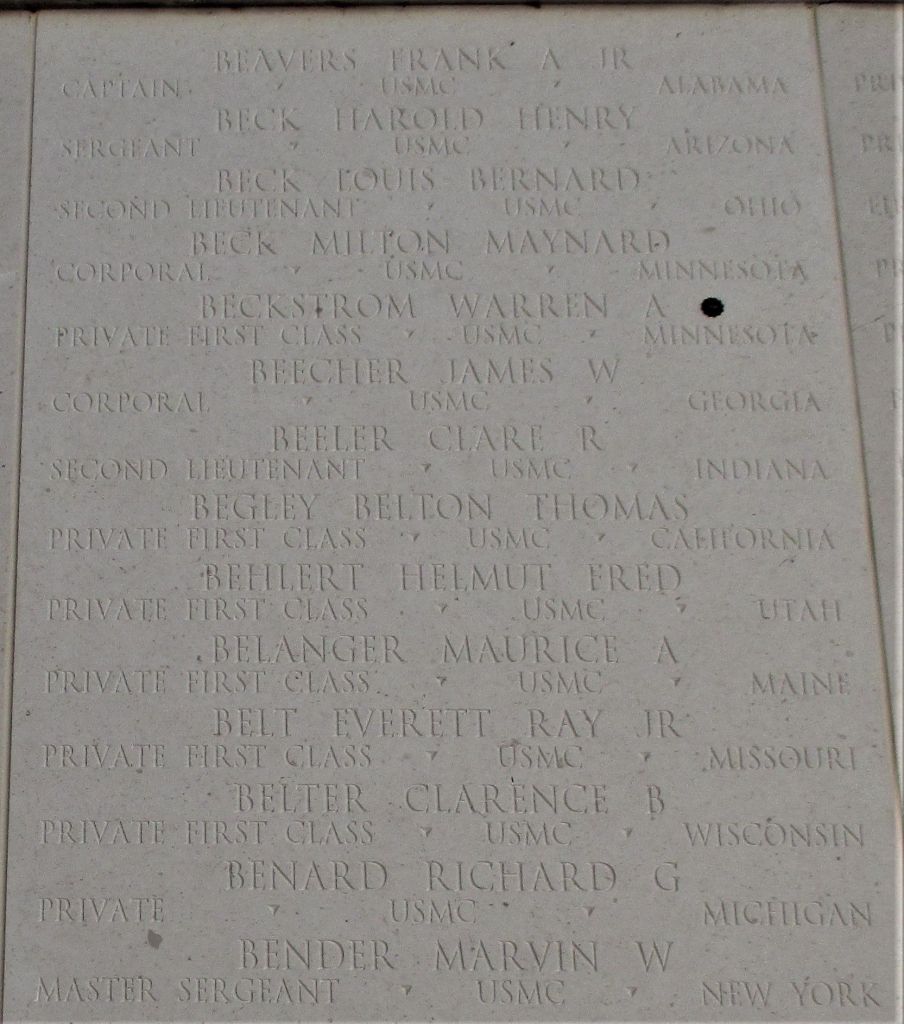 BEAVERS FRANK A JR
CAPTAIN USMC ALABAMA
BECK HAROLD HENRY
SERGEANT USMC ARIZONA
BECK LOUIS BERNARD
SECOND LIEUTENANT USMC OHIO
BECK MILTON MAYNARD
CORPORAL USMC MINNESOTA
BECKSTROM WARREN A
PRIVATE FIRST CLASS USMC MINNESOTA
BEECHER JAMES W
CORPORAL USMC GEORGIA
BEELER CLARE R
SECOND LIEUTENANT USMC INDIANA
BEGLEY BELTON THOMAS
PRIVATE FIRST CLASS USMC CALIFORNIA
BEHLERT HELMUT FRED
PRIVATE FIRST CLASS USMC UTAH
BELANGER MAURICE A
PRIVATE FIRST CLASS USMC MAINE
BELT EVERETT RAY JR
PRIVATE FIRST CLASS USMC MISSOURI
BELTER CLARENCE B
PRIVATE FIRST CLASS USMC WISCONSIN
BENARD RICHARD G
PRIVATE USMC MICHIGAN
BENDER MARVIN W
MASTER SERGEANT USMC NEW YORK